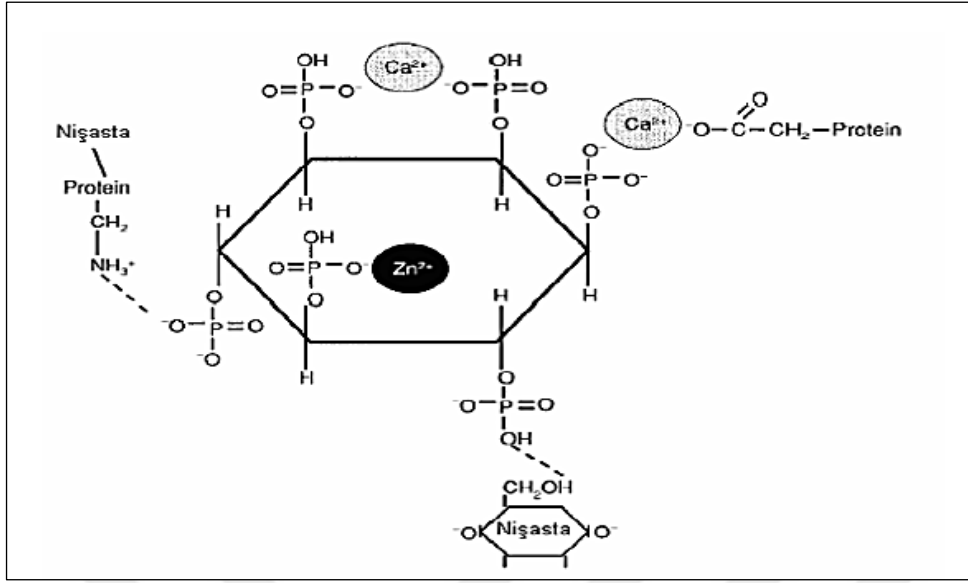 OH
OH
O=P–O⁻
Ca²⁺
⁻O–P=O
O
O
Ca²⁺
⁻O–C–CH₂–Protein
O
Nişasta
Protein
CH₂
NH₃⁺
O⁻
O=P–O⁻
O
H
H
H
OH
O=P–O⁻
Zn²⁺
O
H
H
O
⁻O–P=O
⁻O
H
O
⁻O–P=O
OH
CH₂OH
⁻O
Nişasta
O⁻